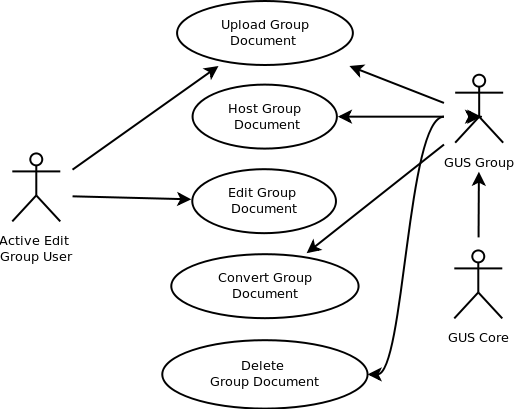 Upload Group
Document
Host Group
Document
GUS Group
Edit Group
Document
Active Edit
Group User
Convert Group
Document
GUS Core
Delete
Group Document